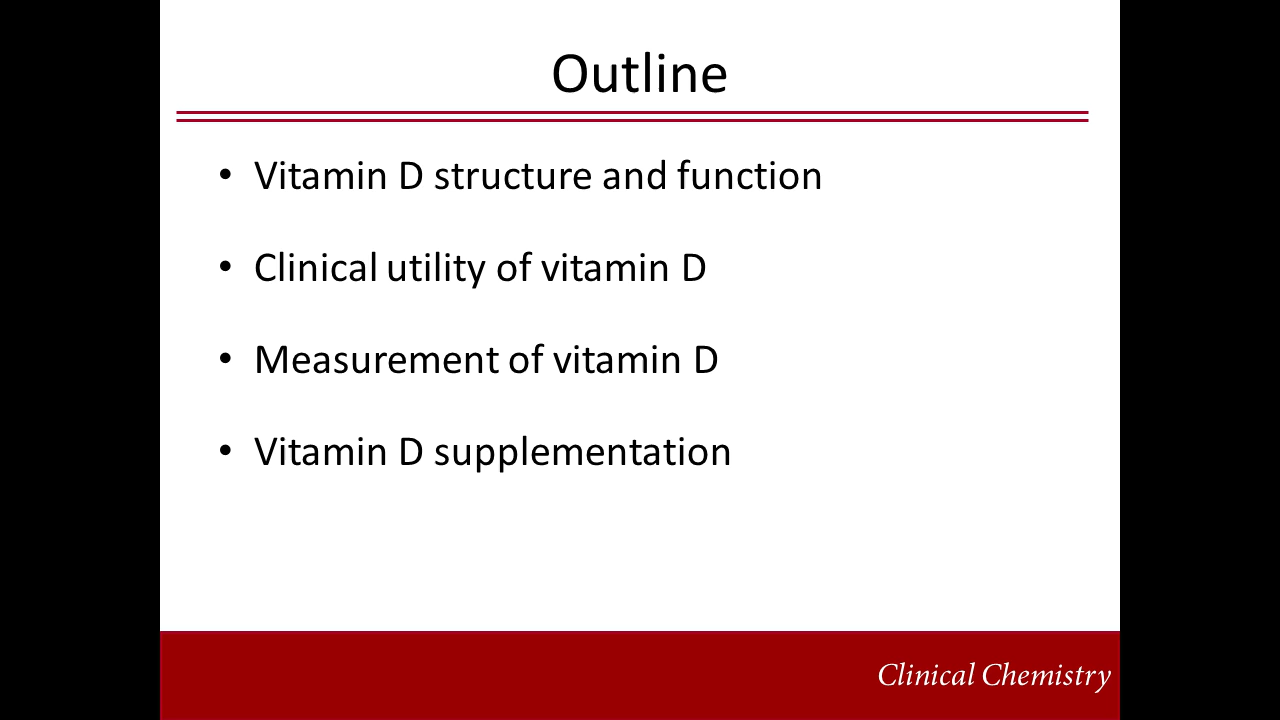 Outline
• Vitamin D structure and function
• Clinical utility of vitamin D
• Measurement of vitamin D
• Vitamin D supplementation
Clinical Chemistry